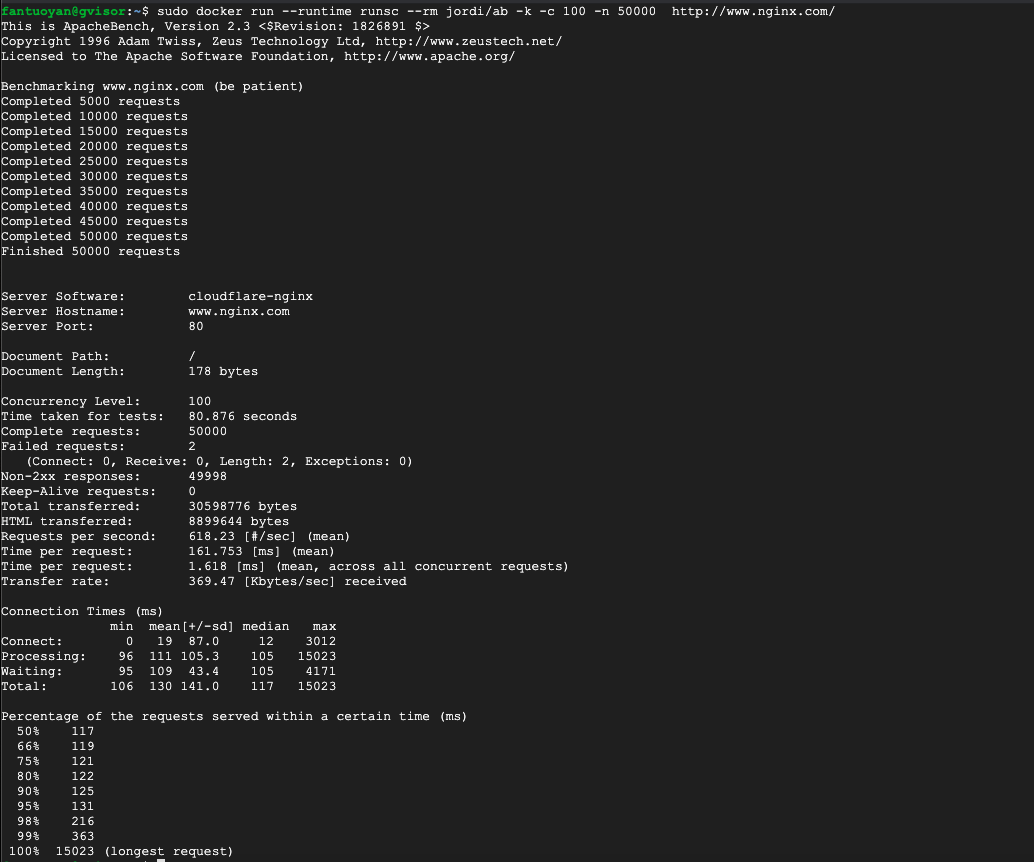 fantuoyan@gvisor:~$ sudo docker run --runtime runsc --rm jordi/ab -k -c 100 -n 50000  http://www.nginx.com/
This is ApacheBench, Version 2.3 <$Revision: 1826891 $>
Copyright 1996 Adam Twiss, Zeus Technology Ltd, http://www.zeustech.net/
Licensed to The Apache Software Foundation, http://www.apache.org/

Benchmarking www.nginx.com (be patient)
Completed 5000 requests
Completed 10000 requests
Completed 15000 requests
Completed 20000 requests
Completed 25000 requests
Completed 30000 requests
Completed 35000 requests
Completed 40000 requests
Completed 45000 requests
Completed 50000 requests
Finished 50000 requests


Server Software:        cloudflare-nginx
Server Hostname:        www.nginx.com
Server Port:            80

Document Path:          /
Document Length:        178 bytes

Concurrency Level:      100
Time taken for tests:   80.876 seconds
Complete requests:      50000
Failed requests:        2
   (Connect: 0, Receive: 0, Length: 2, Exceptions: 0)
Non-2xx responses:      49998
Keep-Alive requests:    0
Total transferred:      30598776 bytes
HTML transferred:       8899644 bytes
Requests per second:    618.23 [#/sec] (mean)
Time per request:       161.753 [ms] (mean)
Time per request:       1.618 [ms] (mean, across all concurrent requests)
Transfer rate:          369.47 [Kbytes/sec] received

Connection Times (ms)
              min  mean[+/-sd] median   max
Connect:        0   19  87.0     12    3012
Processing:    96  111 105.3    105   15023
Waiting:       95  109  43.4    105    4171
Total:        106  130 141.0    117   15023

Percentage of the requests served within a certain time (ms)
  50%    117
  66%    119
  75%    121
  80%    122
  90%    125
  95%    131
  98%    216
  99%    363
 100%  15023 (longest request)